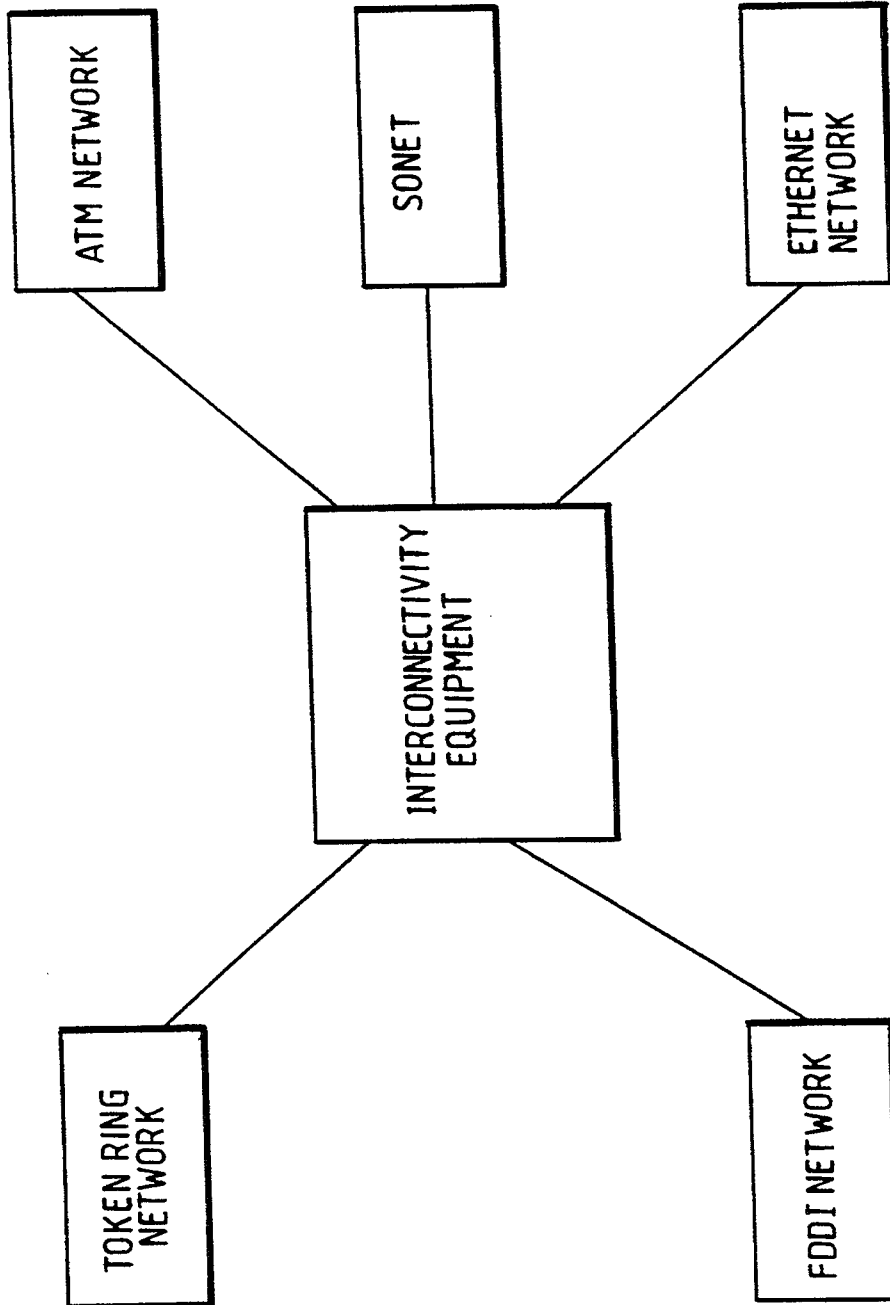 TOKEN RING
NETWORK
ATM NETWORK
INTERCONNECTIVITY
EQUIPMENT
SONET
FDDI NETWORK
ETHERNET
NETWORK